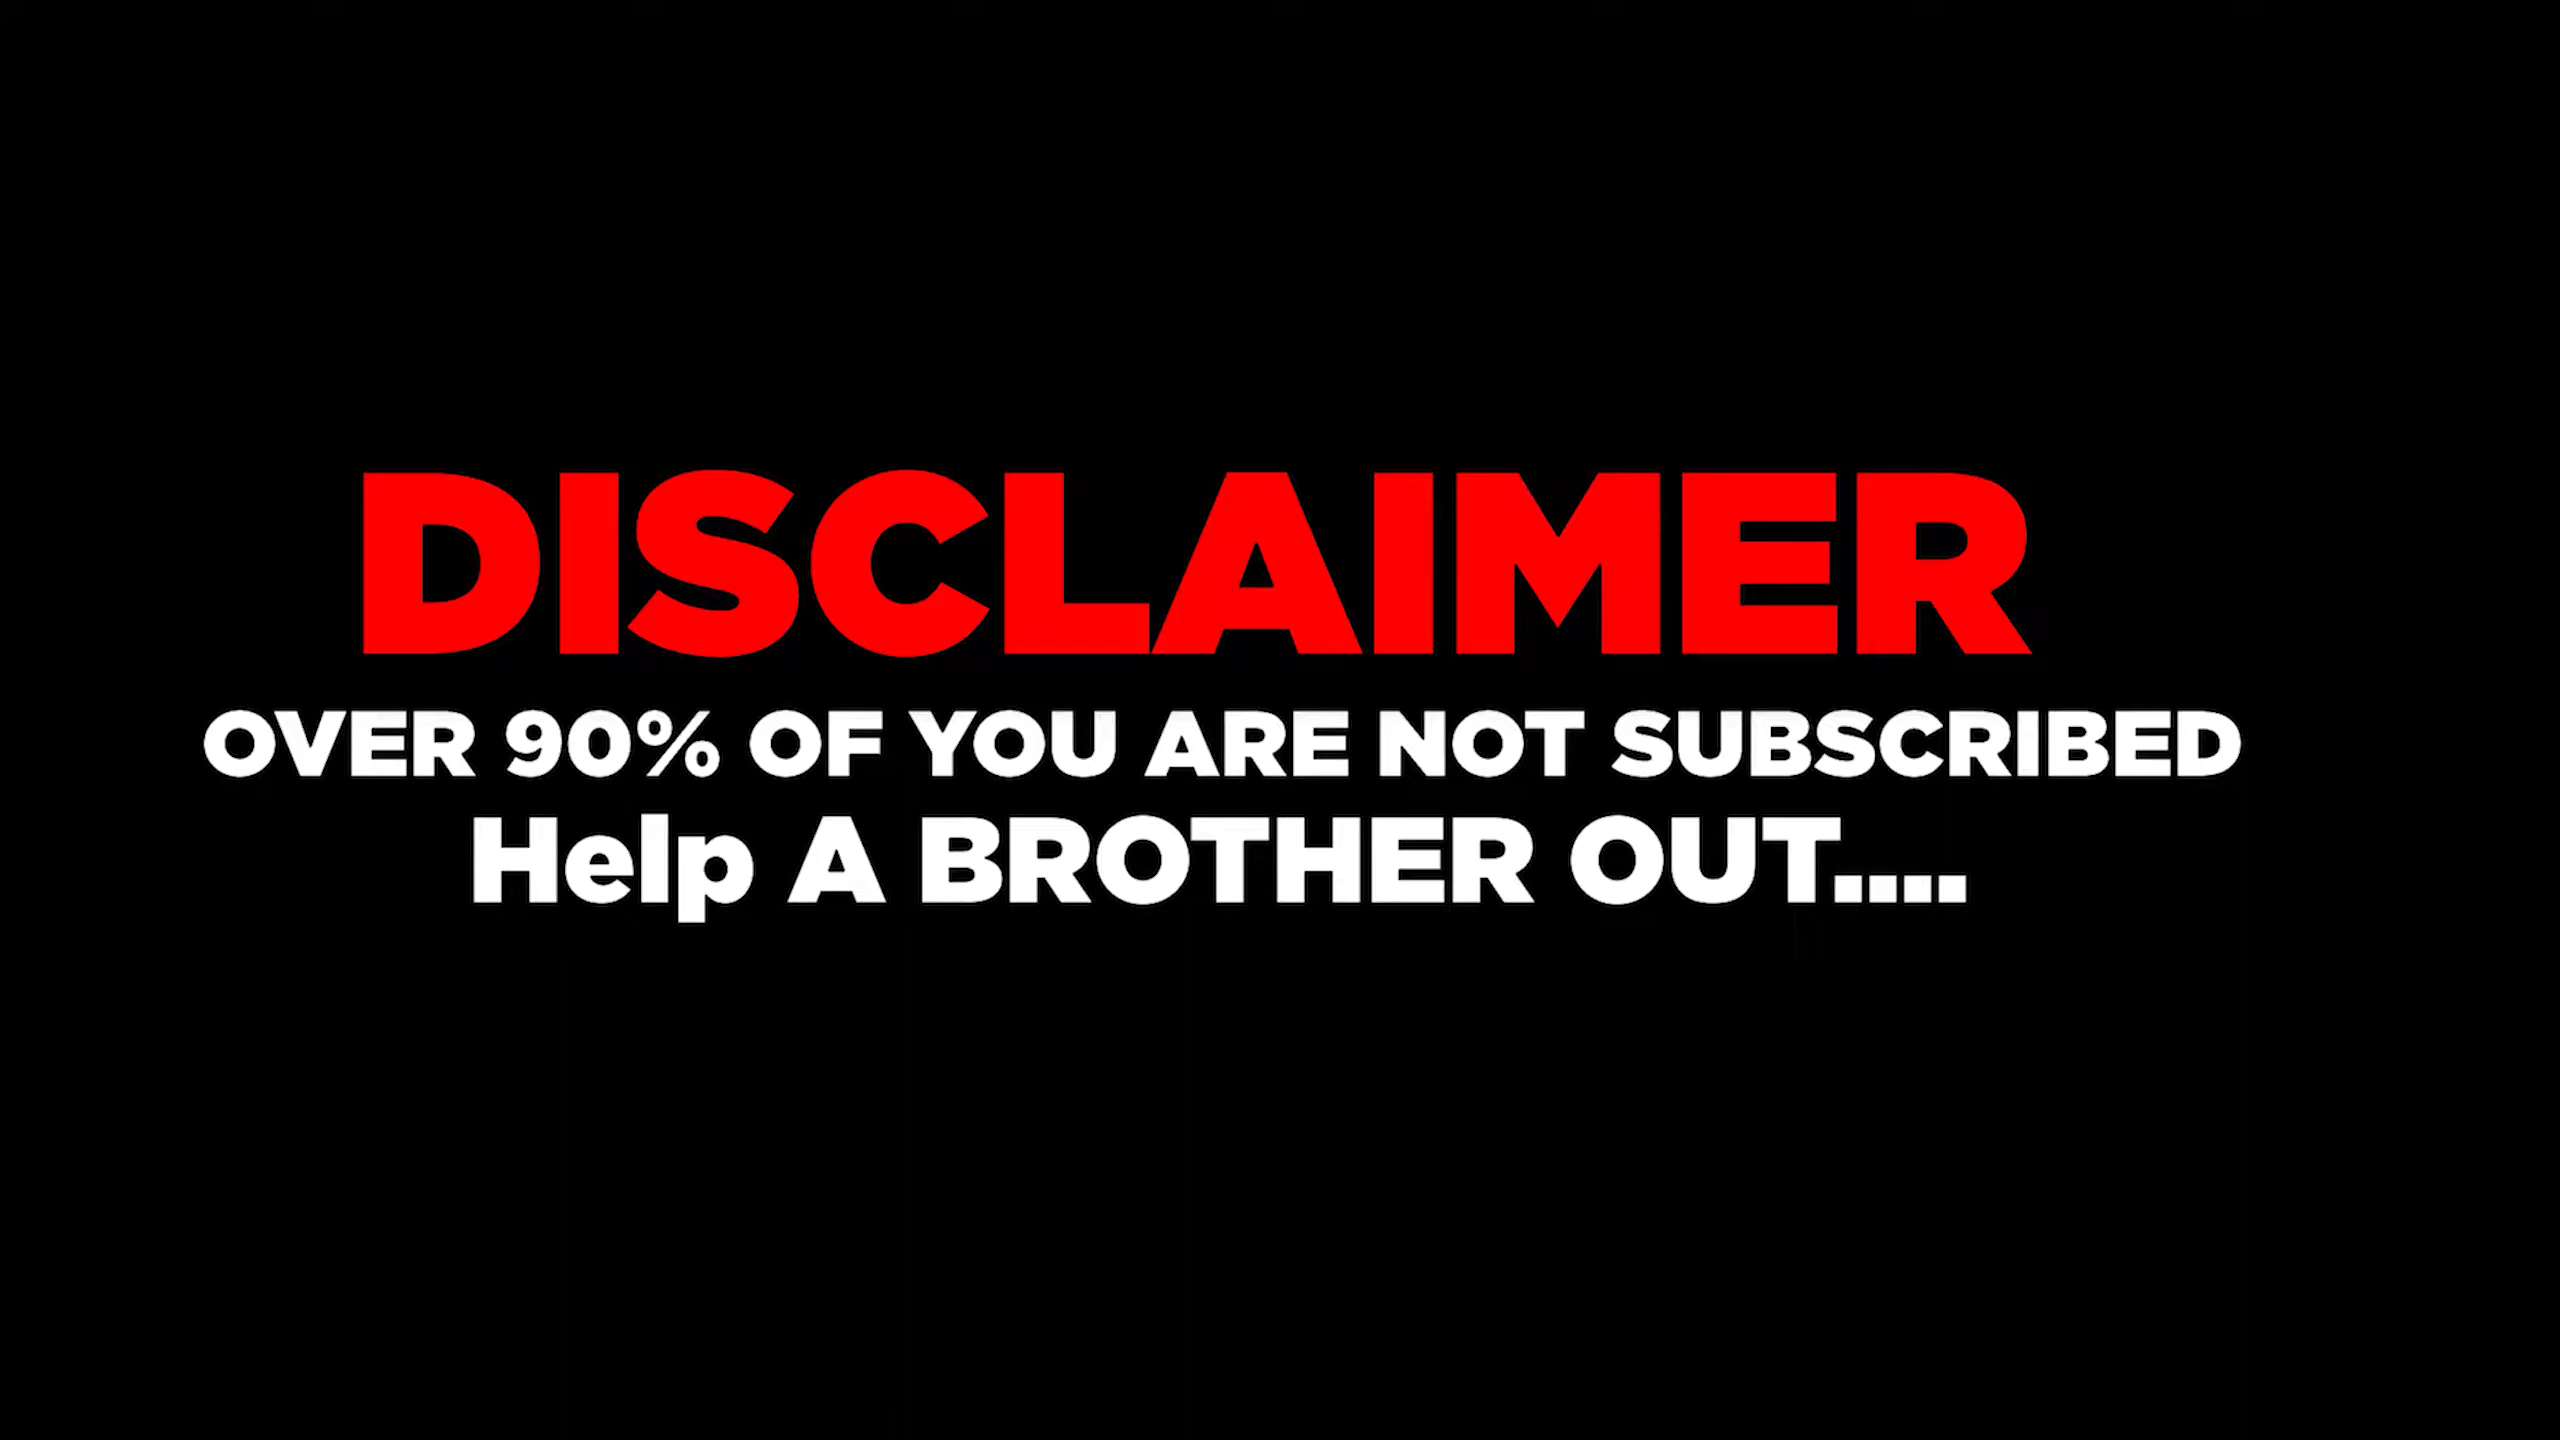 DISCLAIMER
OVER 90% OF YOU ARE NOT SUBSCRIBED
Help A BROTHER OUT....